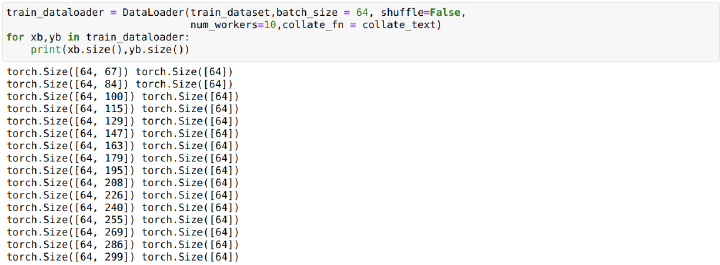 train_dataloader = DataLoader(train_dataset,batch_size = 64, shuffle=False,
num_workers=10,collate_fn = collate_text)
for xb,yb in train_dataloader:
print(xb.size(),yb.size())
torch.Size([64, 67]) torch.Size([64])
torch.Size([64, 84]) torch.Size([64])
torch.Size([64, 100]) torch.Size([64])
torch.Size([64, 115]) torch.Size([64])
torch.Size([64, 129]) torch.Size([64])
torch.Size([64, 147]) torch.Size([64])
torch.Size([64, 163]) torch.Size([64])
torch.Size([64, 179]) torch.Size([64])
torch.Size([64, 195]) torch.Size([64])
torch.Size([64, 208]) torch.Size([64])
torch.Size([64, 226]) torch.Size([64])
torch.Size([64, 240]) torch.Size([64])
torch.Size([64, 255]) torch.Size([64])
torch.Size([64, 269]) torch.Size([64])
torch.Size([64, 286]) torch.Size([64])
torch.Size([64, 299]) torch.Size([64])